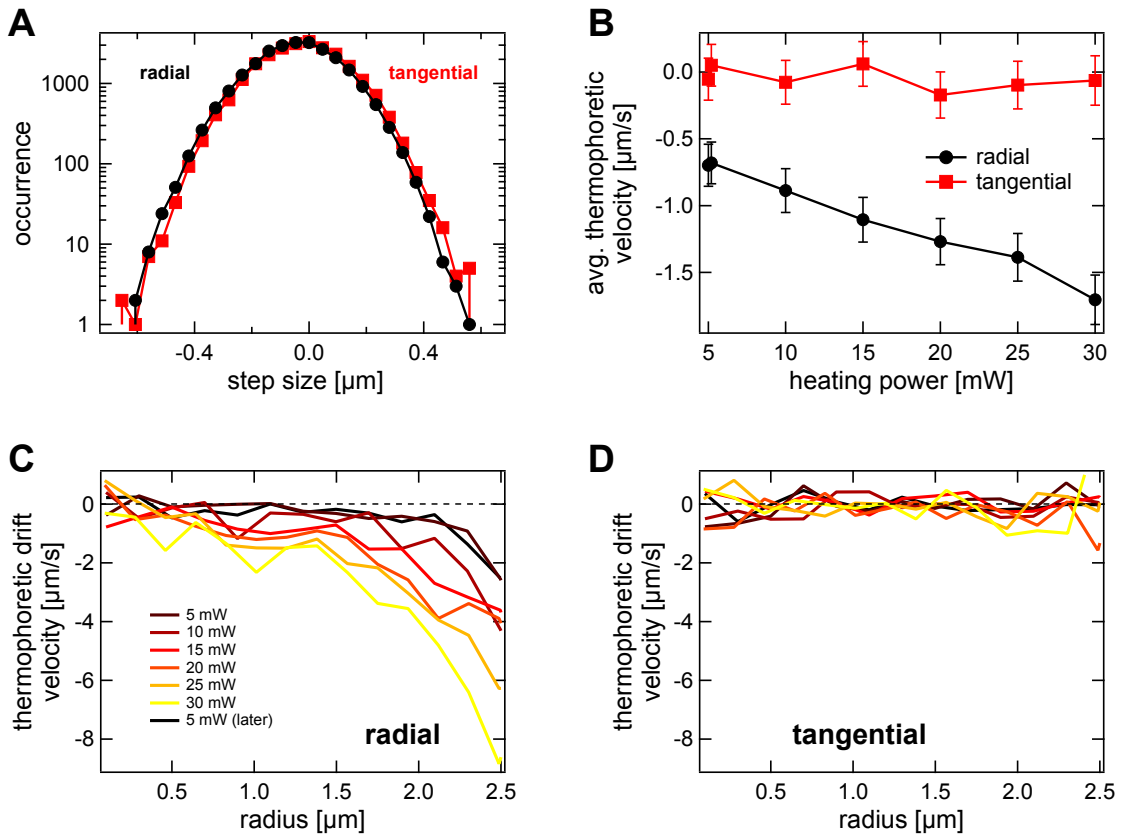 A
radial
tangential
occurrence
1000
100
10
1
-0.4
0.0
0.4
step size [µm]
B
avg. thermophoretic
velocity [µm/s]
0.0
-0.5
-1.0
-1.5
radial
tangential
5
10
15
20
25
30
heating power [mW]
C
thermophoretic drift
velocity [µm/s]
0
-2
-4
-6
-8
5 mW
10 mW
15 mW
20 mW
25 mW
30 mW
5 mW (later)
radial
0.5
1.0
1.5
2.0
2.5
radius [µm]
D
thermophoretic drift
velocity [µm/s]
0
-2
-4
-6
-8
tangential
0.5
1.0
1.5
2.0
2.5
radius [µm]